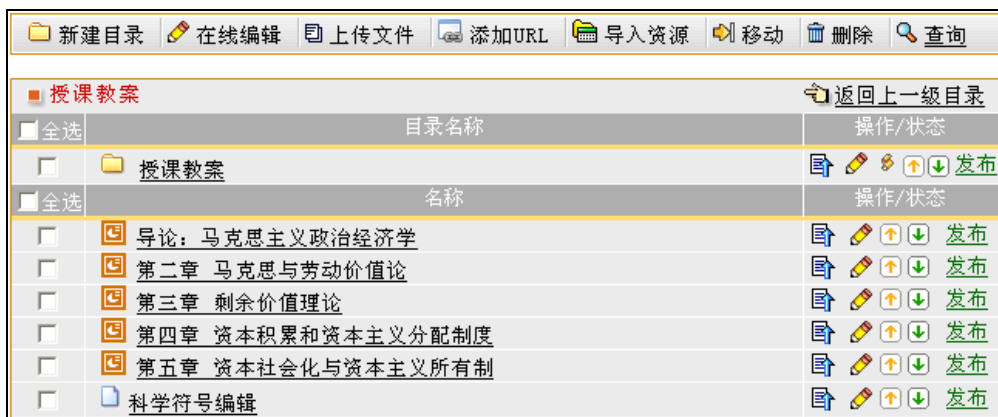 新建目录 在线编辑 上传文件 添加URL 导入资源 移动 删除 查询
授课教案 返回上一级目录
全选 目录名称 操作/状态
授课教案 发布
全选 名称 操作/状态
导论：马克思主义政治经济学 发布
第二章 马克思与劳动价值论 发布
第三章 剩余价值理论 发布
第四章 资本积累和资本主义分配制度 发布
第五章 资本社会化与资本主义所有制 发布
科学符号编辑 发布